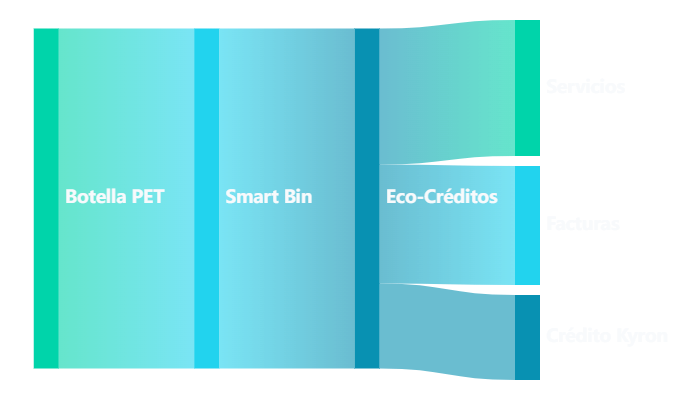 Servicios
Botella PET
Smart Bin
Eco-Créditos
Facturas
Crédito Kyron